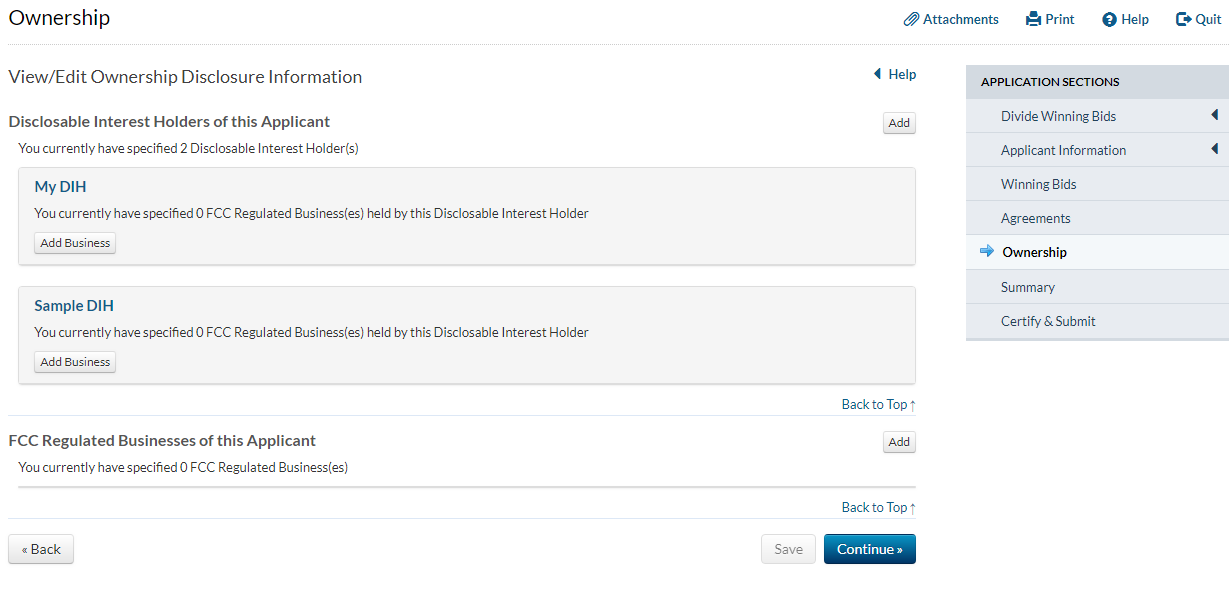 Ownership
Attachments Print Help Quit
View/Edit Ownership Disclosure Information
Help
Disclosable Interest Holders of this Applicant
Add
You currently have specified 2 Disclosable Interest Holder(s)
My DIH
You currently have specified 0 FCC Regulated Business(es) held by this Disclosable Interest Holder
Add Business
Sample DIH
You currently have specified 0 FCC Regulated Business(es) held by this Disclosable Interest Holder
Add Business
Back to Top↑
FCC Regulated Businesses of this Applicant
Add
You currently have specified 0 FCC Regulated Business(es)
Back to Top↑
« Back
Save
Continue »
APPLICATION SECTIONS
Divide Winning Bids
Applicant Information
Winning Bids
Agreements
Ownership
Summary
Certify & Submit